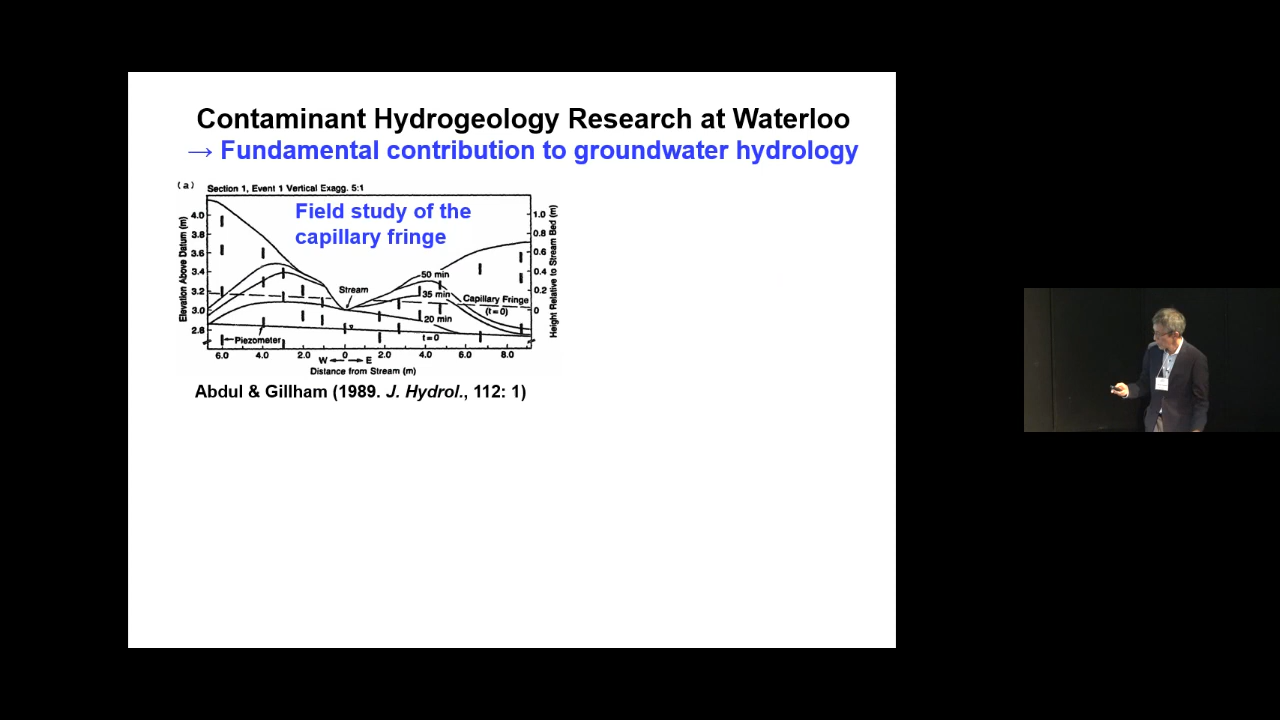 Contaminant Hydrogeology Research at Waterloo
→ Fundamental contribution to groundwater hydrology
(a) Section 1, Event 1 Vertical Exagg. 5:1
Field study of the
capillary fringe
Elevation Above Datum (m)
4.0
3.8
3.6
3.4
3.2
3.0
2.8
1.0
0.8
0.6
0.4
0.2
0
Height Relative to Stream Bed (m)
50 min
Stream
35 min
Capillary Fringe
(t=0)
20 min
Piezometer
t=0
6.0 4.0 2.0 0 2.0 4.0 6.0 8.0
W E
Distance from Stream (m)
Abdul & Gillham (1989. J. Hydrol., 112: 1)